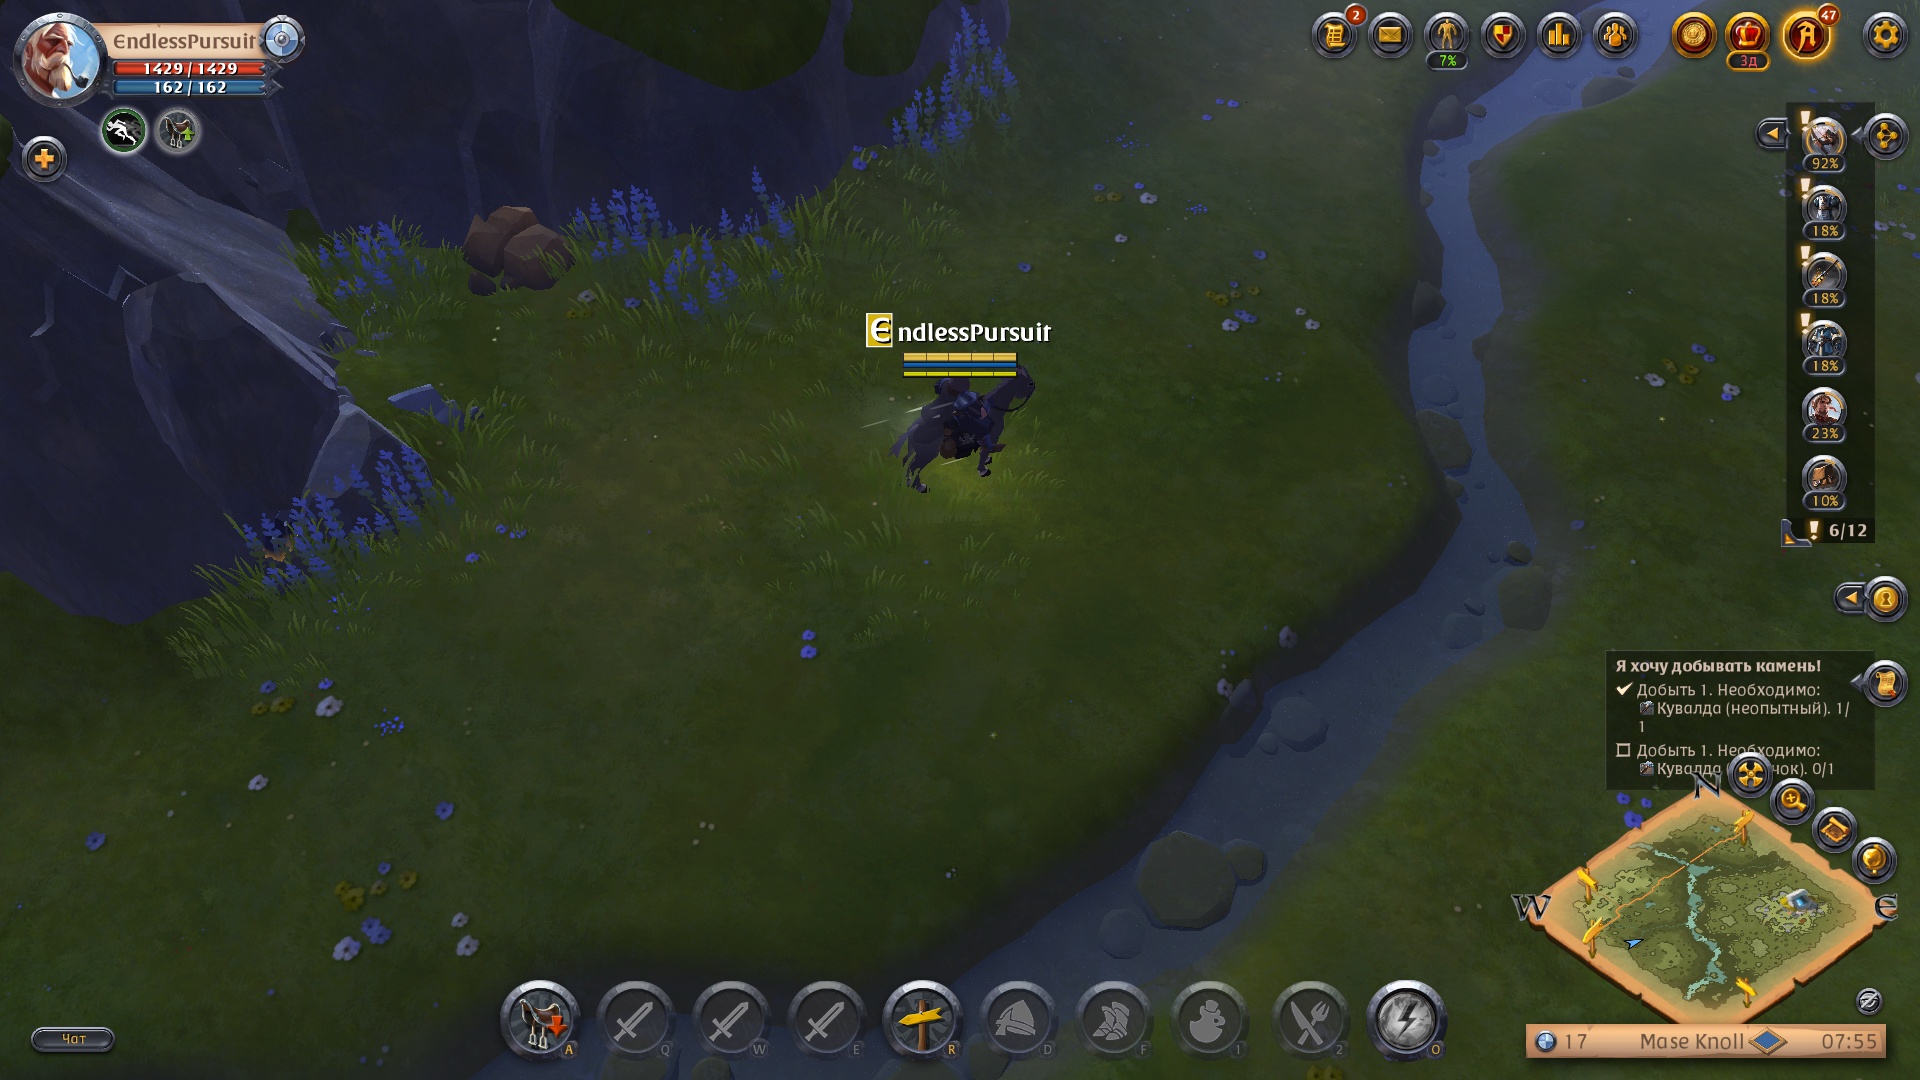 EndlessPursuit
1429 / 1429
162 / 162
2
7%
3д
47
92%
18%
18%
18%
23%
10%
6/12
EndlessPursuit
Я хочу добывать камень!
Добыть 1. Необходимо:
Кувалда (неопытный). 1/
1
Добыть 1. Необходимо:
Кувалда
чок). 0/1
N
W
E
A
Q
W
E
R
D
F
1
2
O
Чат
17
Mase Knoll
07:55